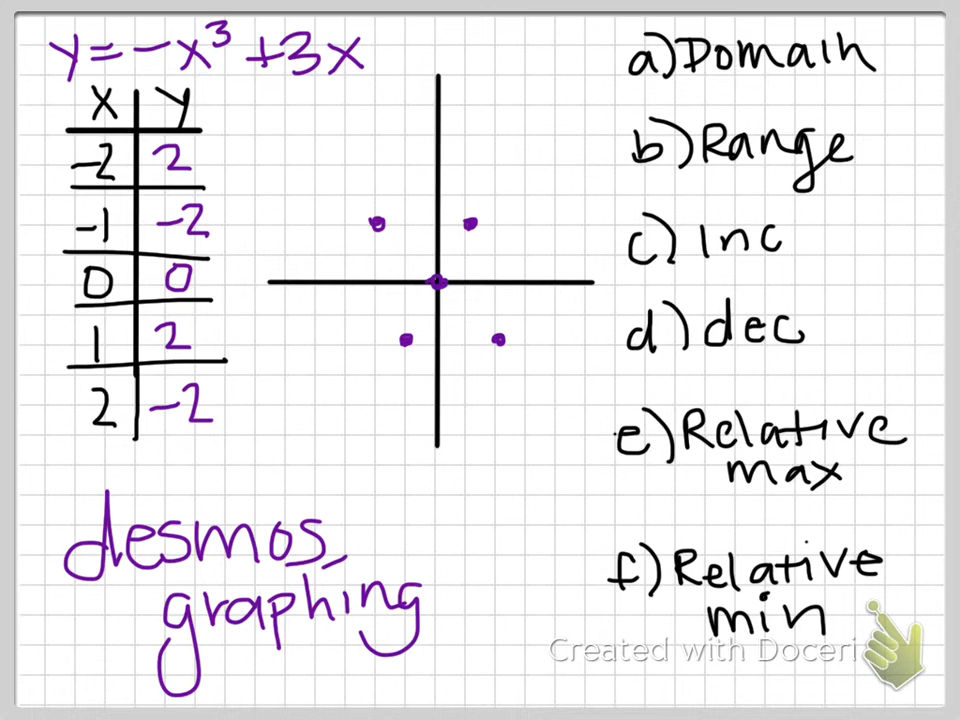 y = -x³ + 3x
x y
-2 2
-1 -2
0 0
1 2
2 -2
desmos
graphing
a) Domain
b) Range
c) Inc
d) dec
e) Relative
max
f) Relative
min
Created with Doceri